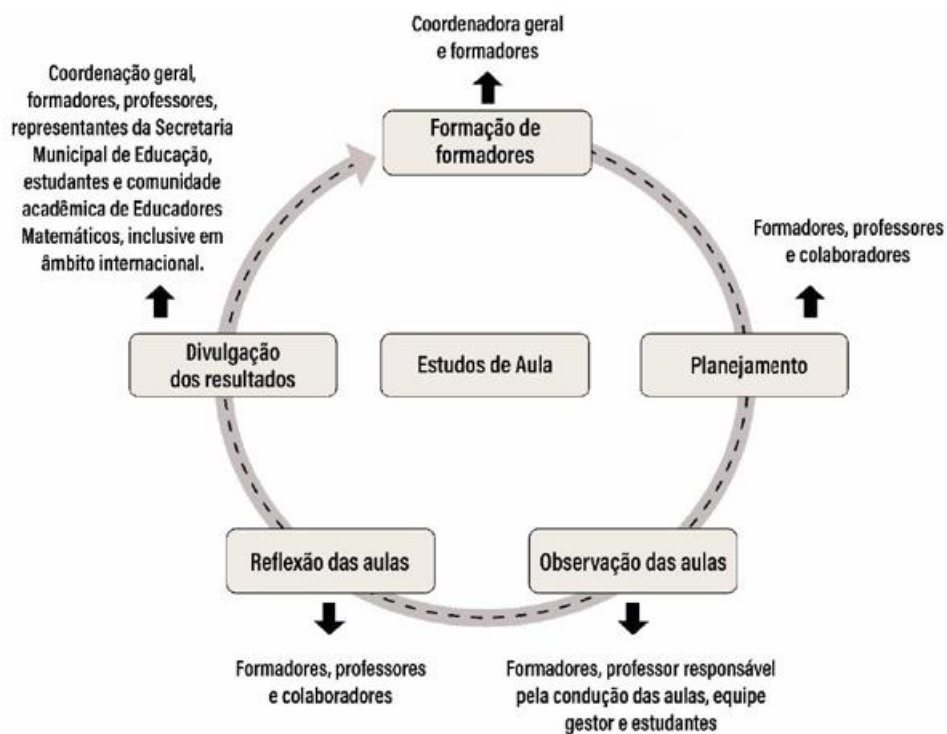 Coordenadora geral
e formadores
Formação de
formadores
Coordenação geral,
formadores, professores,
representantes da Secretaria
Municipal de Educação,
estudantes e comunidade
acadêmica de Educadores
Matemáticos, inclusive em
âmbito internacional.
Formadores, professores
e colaboradores
Divulgação
dos resultados
Estudos de Aula
Planejamento
Reflexão das aulas
Observação das aulas
Formadores, professores
e colaboradores
Formadores, professor responsável
pela condução das aulas, equipe
gestor e estudantes